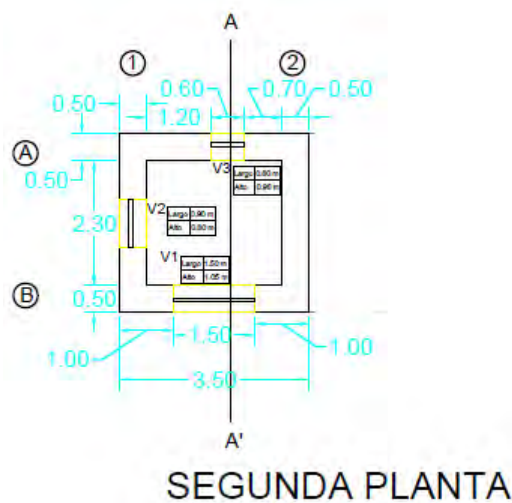 A
1
2
0.60
0.70
0.50
0.50
1.20
A
0.50
V3
Largo 0.60 m
Alto 0.96 m
2.30
V2
Largo 0.90 m
Alto 0.80 m
V1
Largo 1.50 m
Alto 1.05 m
B
0.50
1.00
1.50
1.00
3.50
A'
SEGUNDA PLANTA